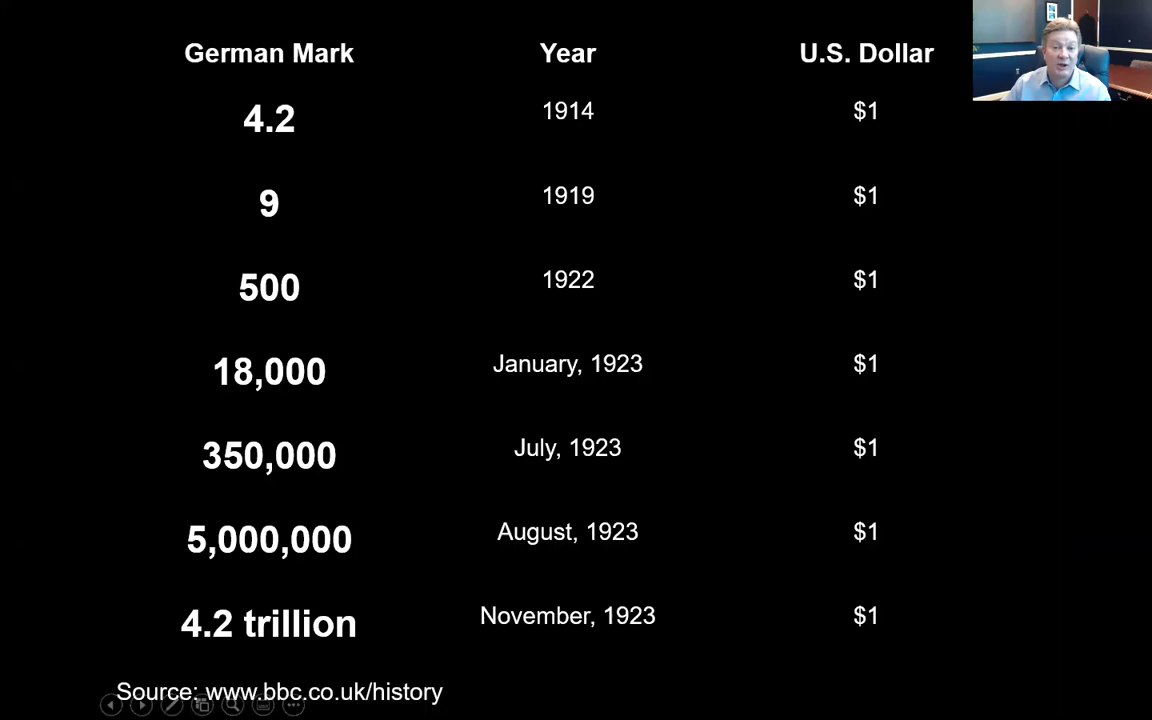 German Mark Year U.S. Dollar
4.2 1914 $1
9 1919 $1
500 1922 $1
18,000 January, 1923 $1
350,000 July, 1923 $1
5,000,000 August, 1923 $1
4.2 trillion November, 1923 $1
Source: www.bbc.co.uk/history